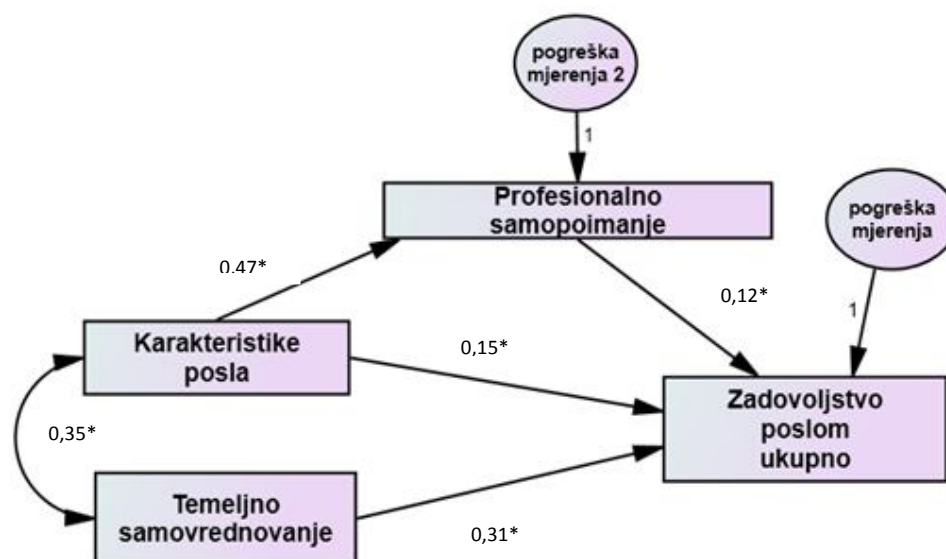 pogreška
mjerenja 2
1
Profesionalno
samopoimanje
pogreška
mjerenja
0,47*
0,12*
1
Karakteristike
posla
0,15*
Zadovoljstvo
poslom
ukupno
0,35*
Temeljno
samovrednovanje
0,31*